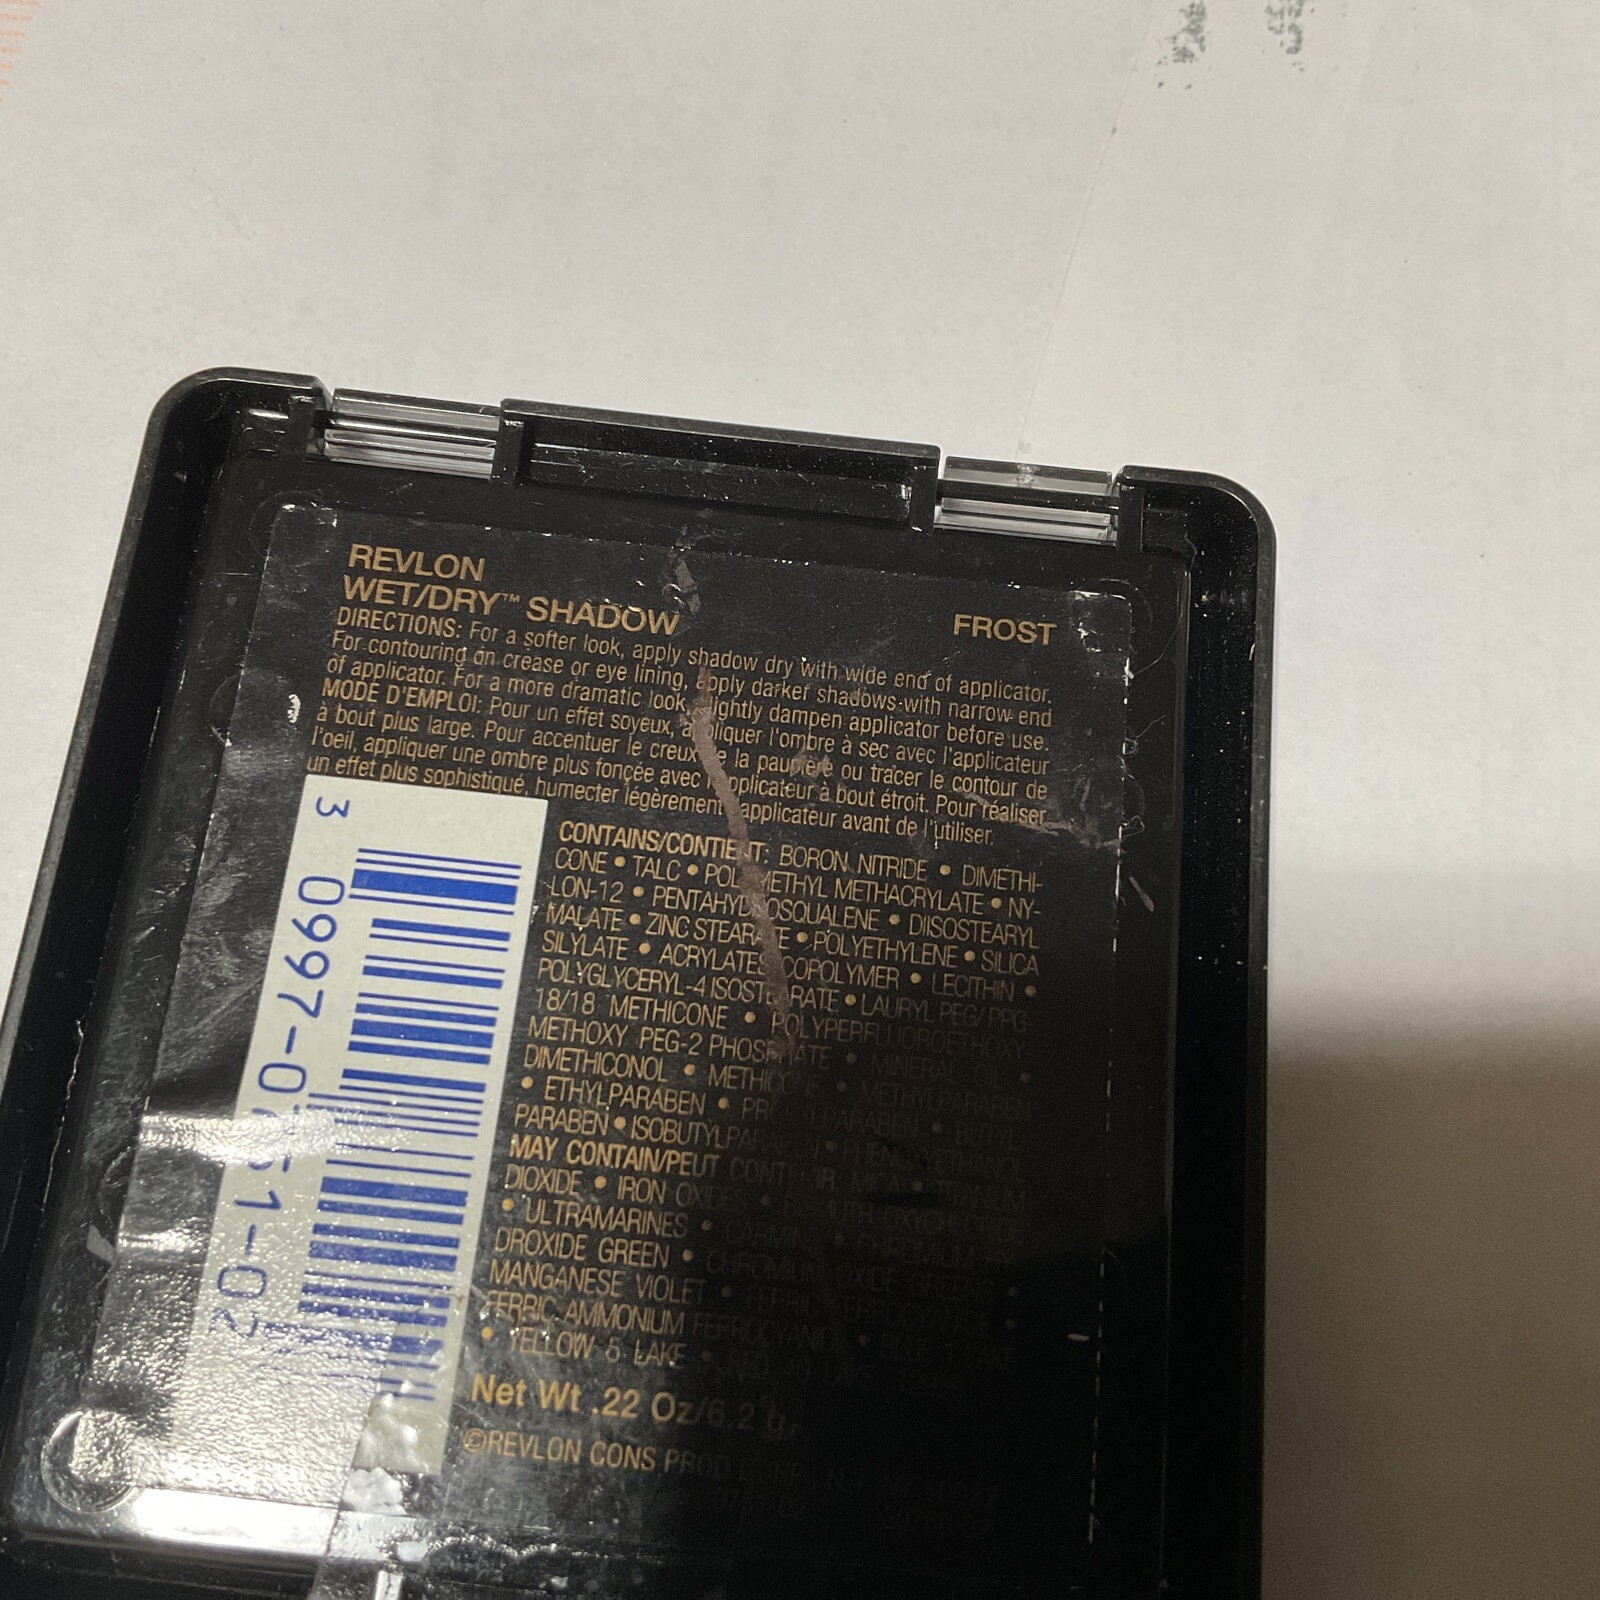 REVLON
WET/DRY™ SHADOW FROST
DIRECTIONS: For a softer look, apply shadow dry with wide end of applicator.
For contouring on crease or eye lining, apply darker shadows with narrow end
of applicator. For a more dramatic look, lightly dampen applicator before use.
MODE D'EMPLOI: Pour un effet soyeux, appliquer l'ombre à sec avec l'applicateur
à bout plus large. Pour accentuer le creux de la paupière ou tracer le contour de
l'oeil, appliquer une ombre plus fonçée avec applicateur à bout étroit. Pour réaliser
un effet plus sophistiqué, humecter légèrement applicateur avant de l'utiliser.
CONTAINS/CONTIENT: BORON NITRIDE • DIMETHI-
CONE • TALC • POLYMETHYL METHACRYLATE • NY-
LON-12 • PENTAHYDROSQUALENE • DIISOSTEARYL
MALATE • ZINC STEARATE • POLYETHYLENE • SILICA
SILYLATE • ACRYLATES COPOLYMER • LECITHIN •
POLYGLYCERYL-4 ISOSTEARATE • LAURYL PEG/PPG-
18/18 METHICONE • POLYPERFLUOROETHOXY-
METHOXY PEG-2 PHOSPHATE • MINERAL OIL •
DIMETHICONOL • METHICONE • METHYLPARABEN
• ETHYLPARABEN • PROPYLPARABEN • BUTYL
PARABEN • ISOBUTYLPARABEN • PHENOXYETHANOL
MAY CONTAIN/PEUT CONTENIR: MICA • TITANIUM
DIOXIDE • IRON OXIDES • BISMUTH OXYCHLORIDE
• ULTRAMARINES • CARMINE • CHROMIUM HY-
DROXIDE GREEN • CHROMIUM OXIDE GREENS •
MANGANESE VIOLET • FERRIC FERROCYANIDE •
FERRIC AMMONIUM FERROCYANIDE • BLUE 1 LAKE
• YELLOW 5 LAKE • RED 40 LAKE
Net Wt .22 Oz/6.2 g.
©REVLON CONS PROD CORP
3 0997-0 51-02